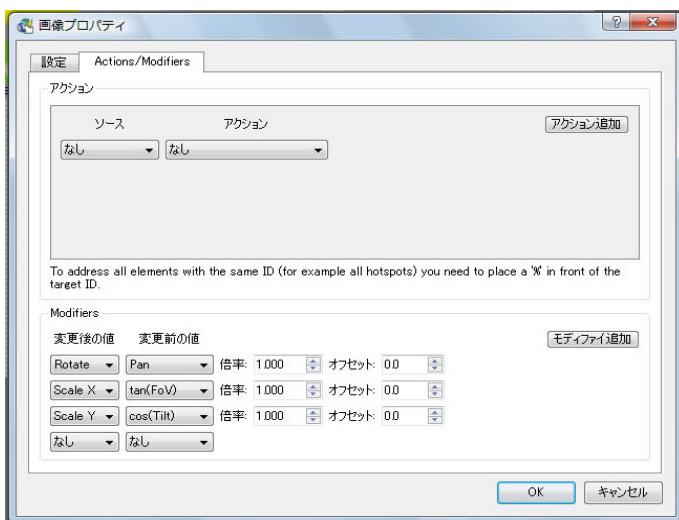 画像プロパティ
設定 Actions/Modifiers
アクション
ソース アクション アクション追加
なし なし
To address all elements with the same ID (for example all hotspots) you need to place a '%' in front of the
target ID.
Modifiers
変更後の値 変更前の値 モディファイ追加
Rotate Pan 倍率: 1.000 オフセット: 0.0
Scale X tan(FoV) 倍率: 1.000 オフセット: 0.0
Scale Y cos(Tilt) 倍率: 1.000 オフセット: 0.0
なし なし
OK キャンセル